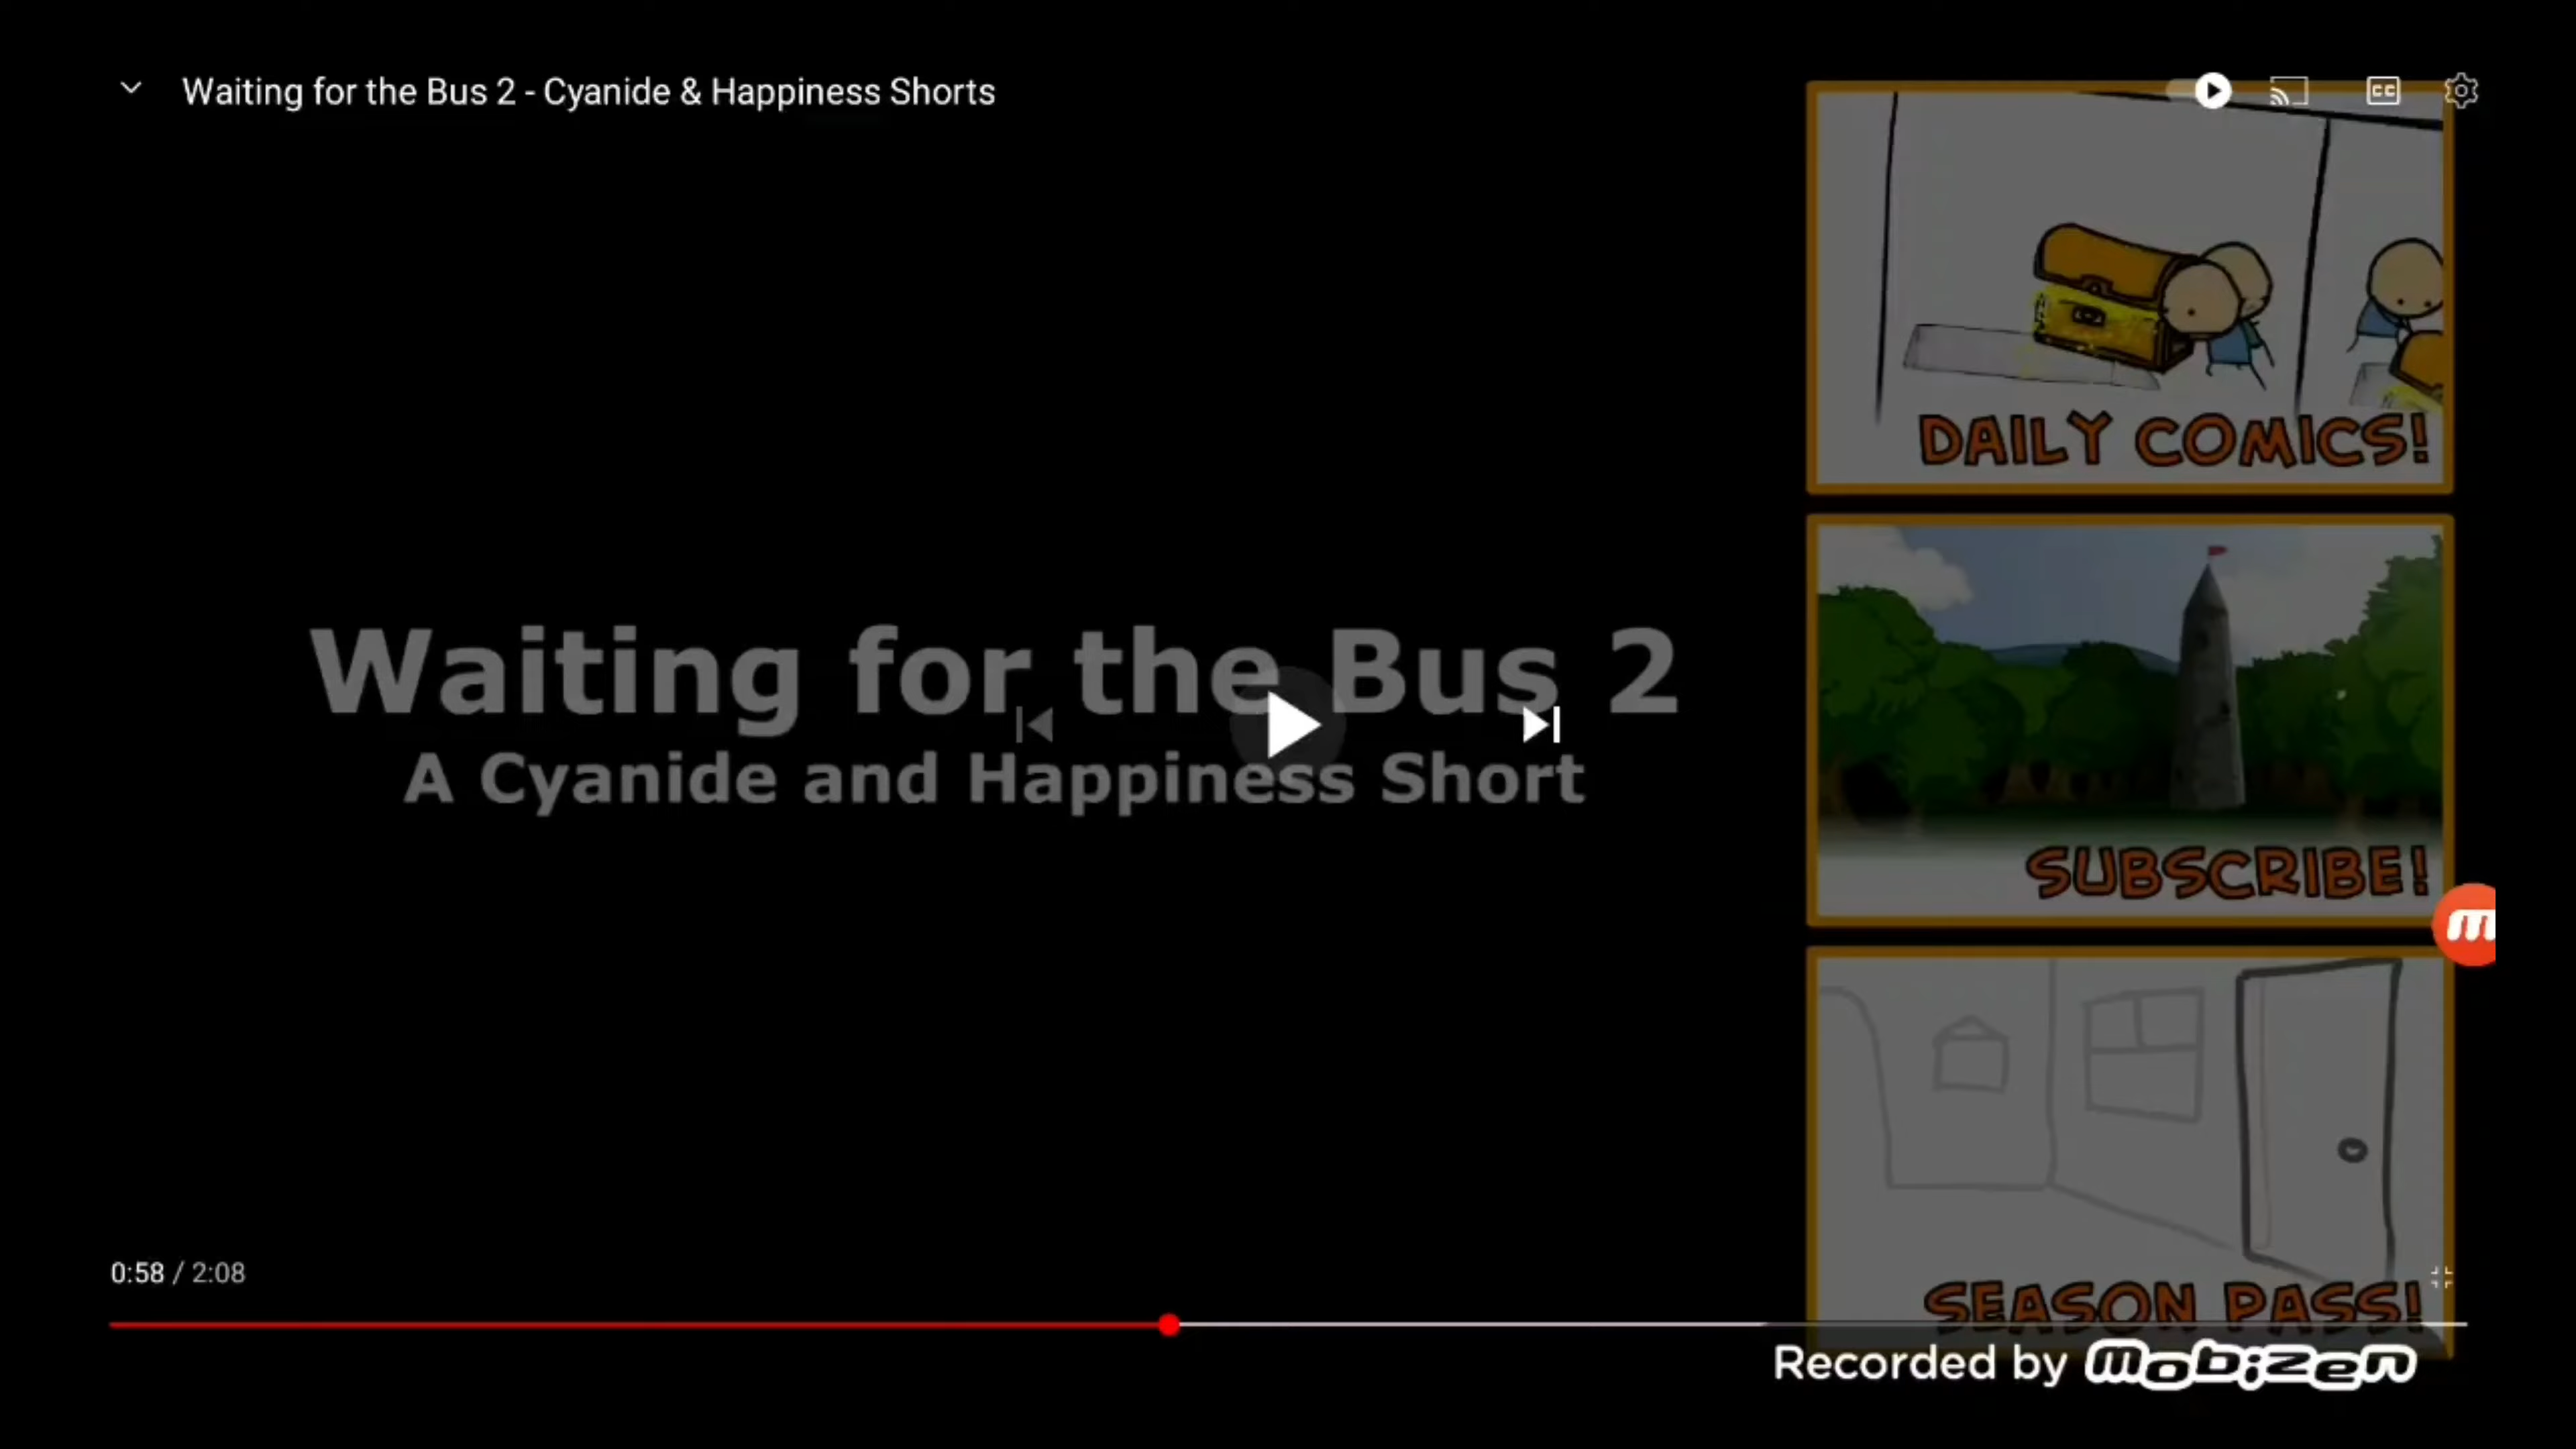 Waiting for the Bus 2 - Cyanide & Happiness Shorts
CC
DAILY COMICS!
Waiting for the Bus 2
A Cyanide and Happiness Short
SUBSCRIBE!
m
0:58 / 2:08
SEASON PASS!
Recorded by mobizen